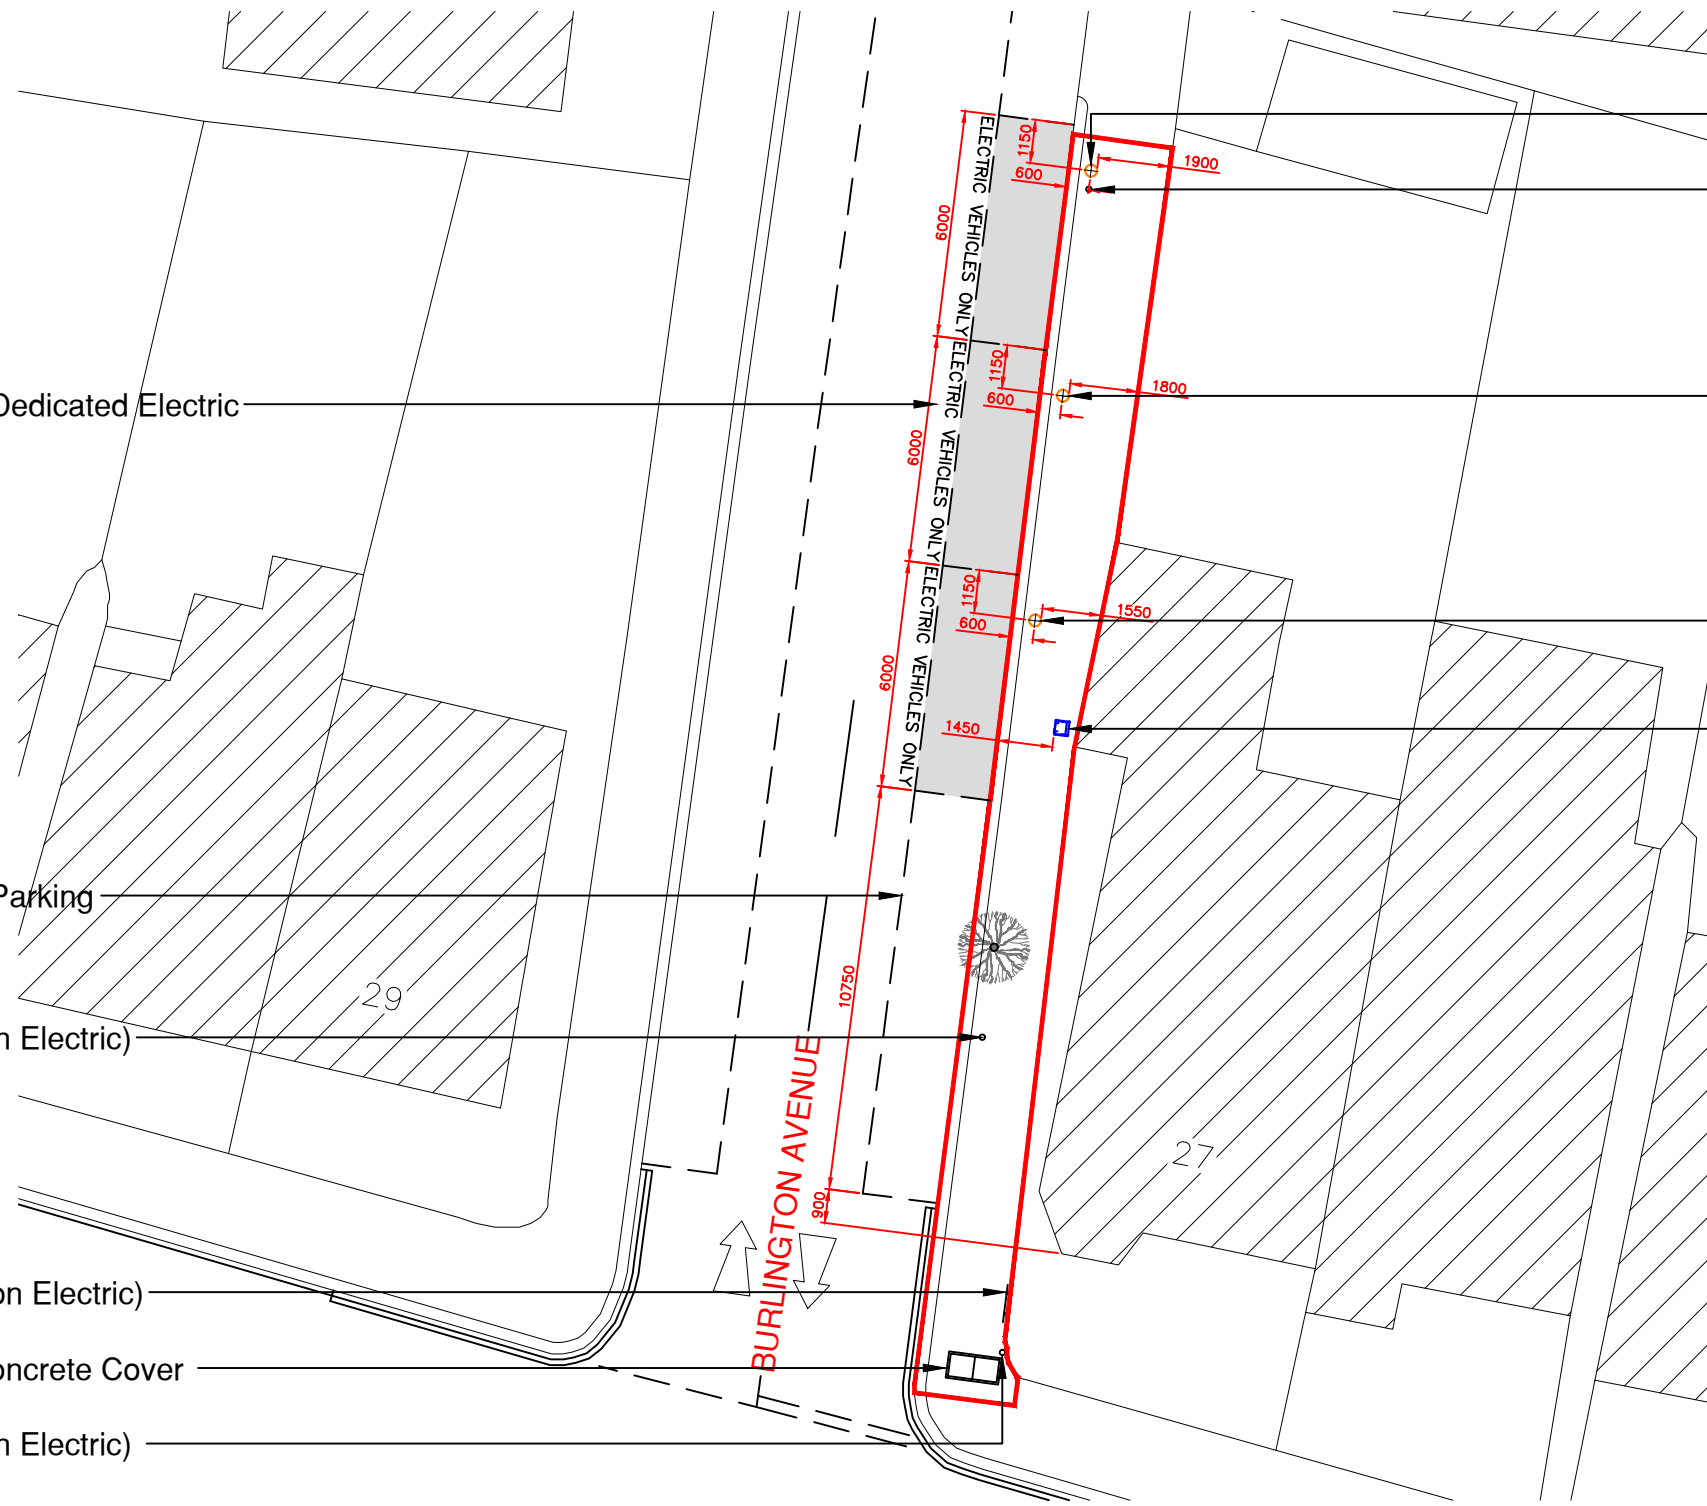 ELECTRIC VEHICLES ONLY
1150
1900
600
6000
ELECTRIC VEHICLES ONLY
1150
1800
600
Dedicated Electric
6000
ELECTRIC VEHICLES ONLY
1150
1550
600
6000
1450
Parking
10750
29
n Electric)
BURLINGTON AVENUE
27
900
on Electric)
oncrete Cover
n Electric)